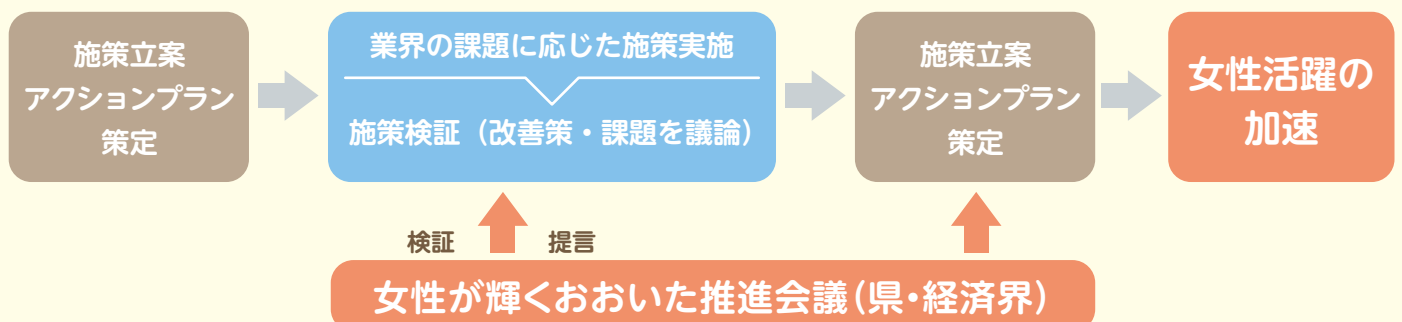 施策立案
アクションプラン
策定
業界の課題に応じた施策実施
施策検証（改善策・課題を議論）
施策立案
アクションプラン
策定
女性活躍の
加速
検証
提言
女性が輝くおおいた推進会議（県・経済界）